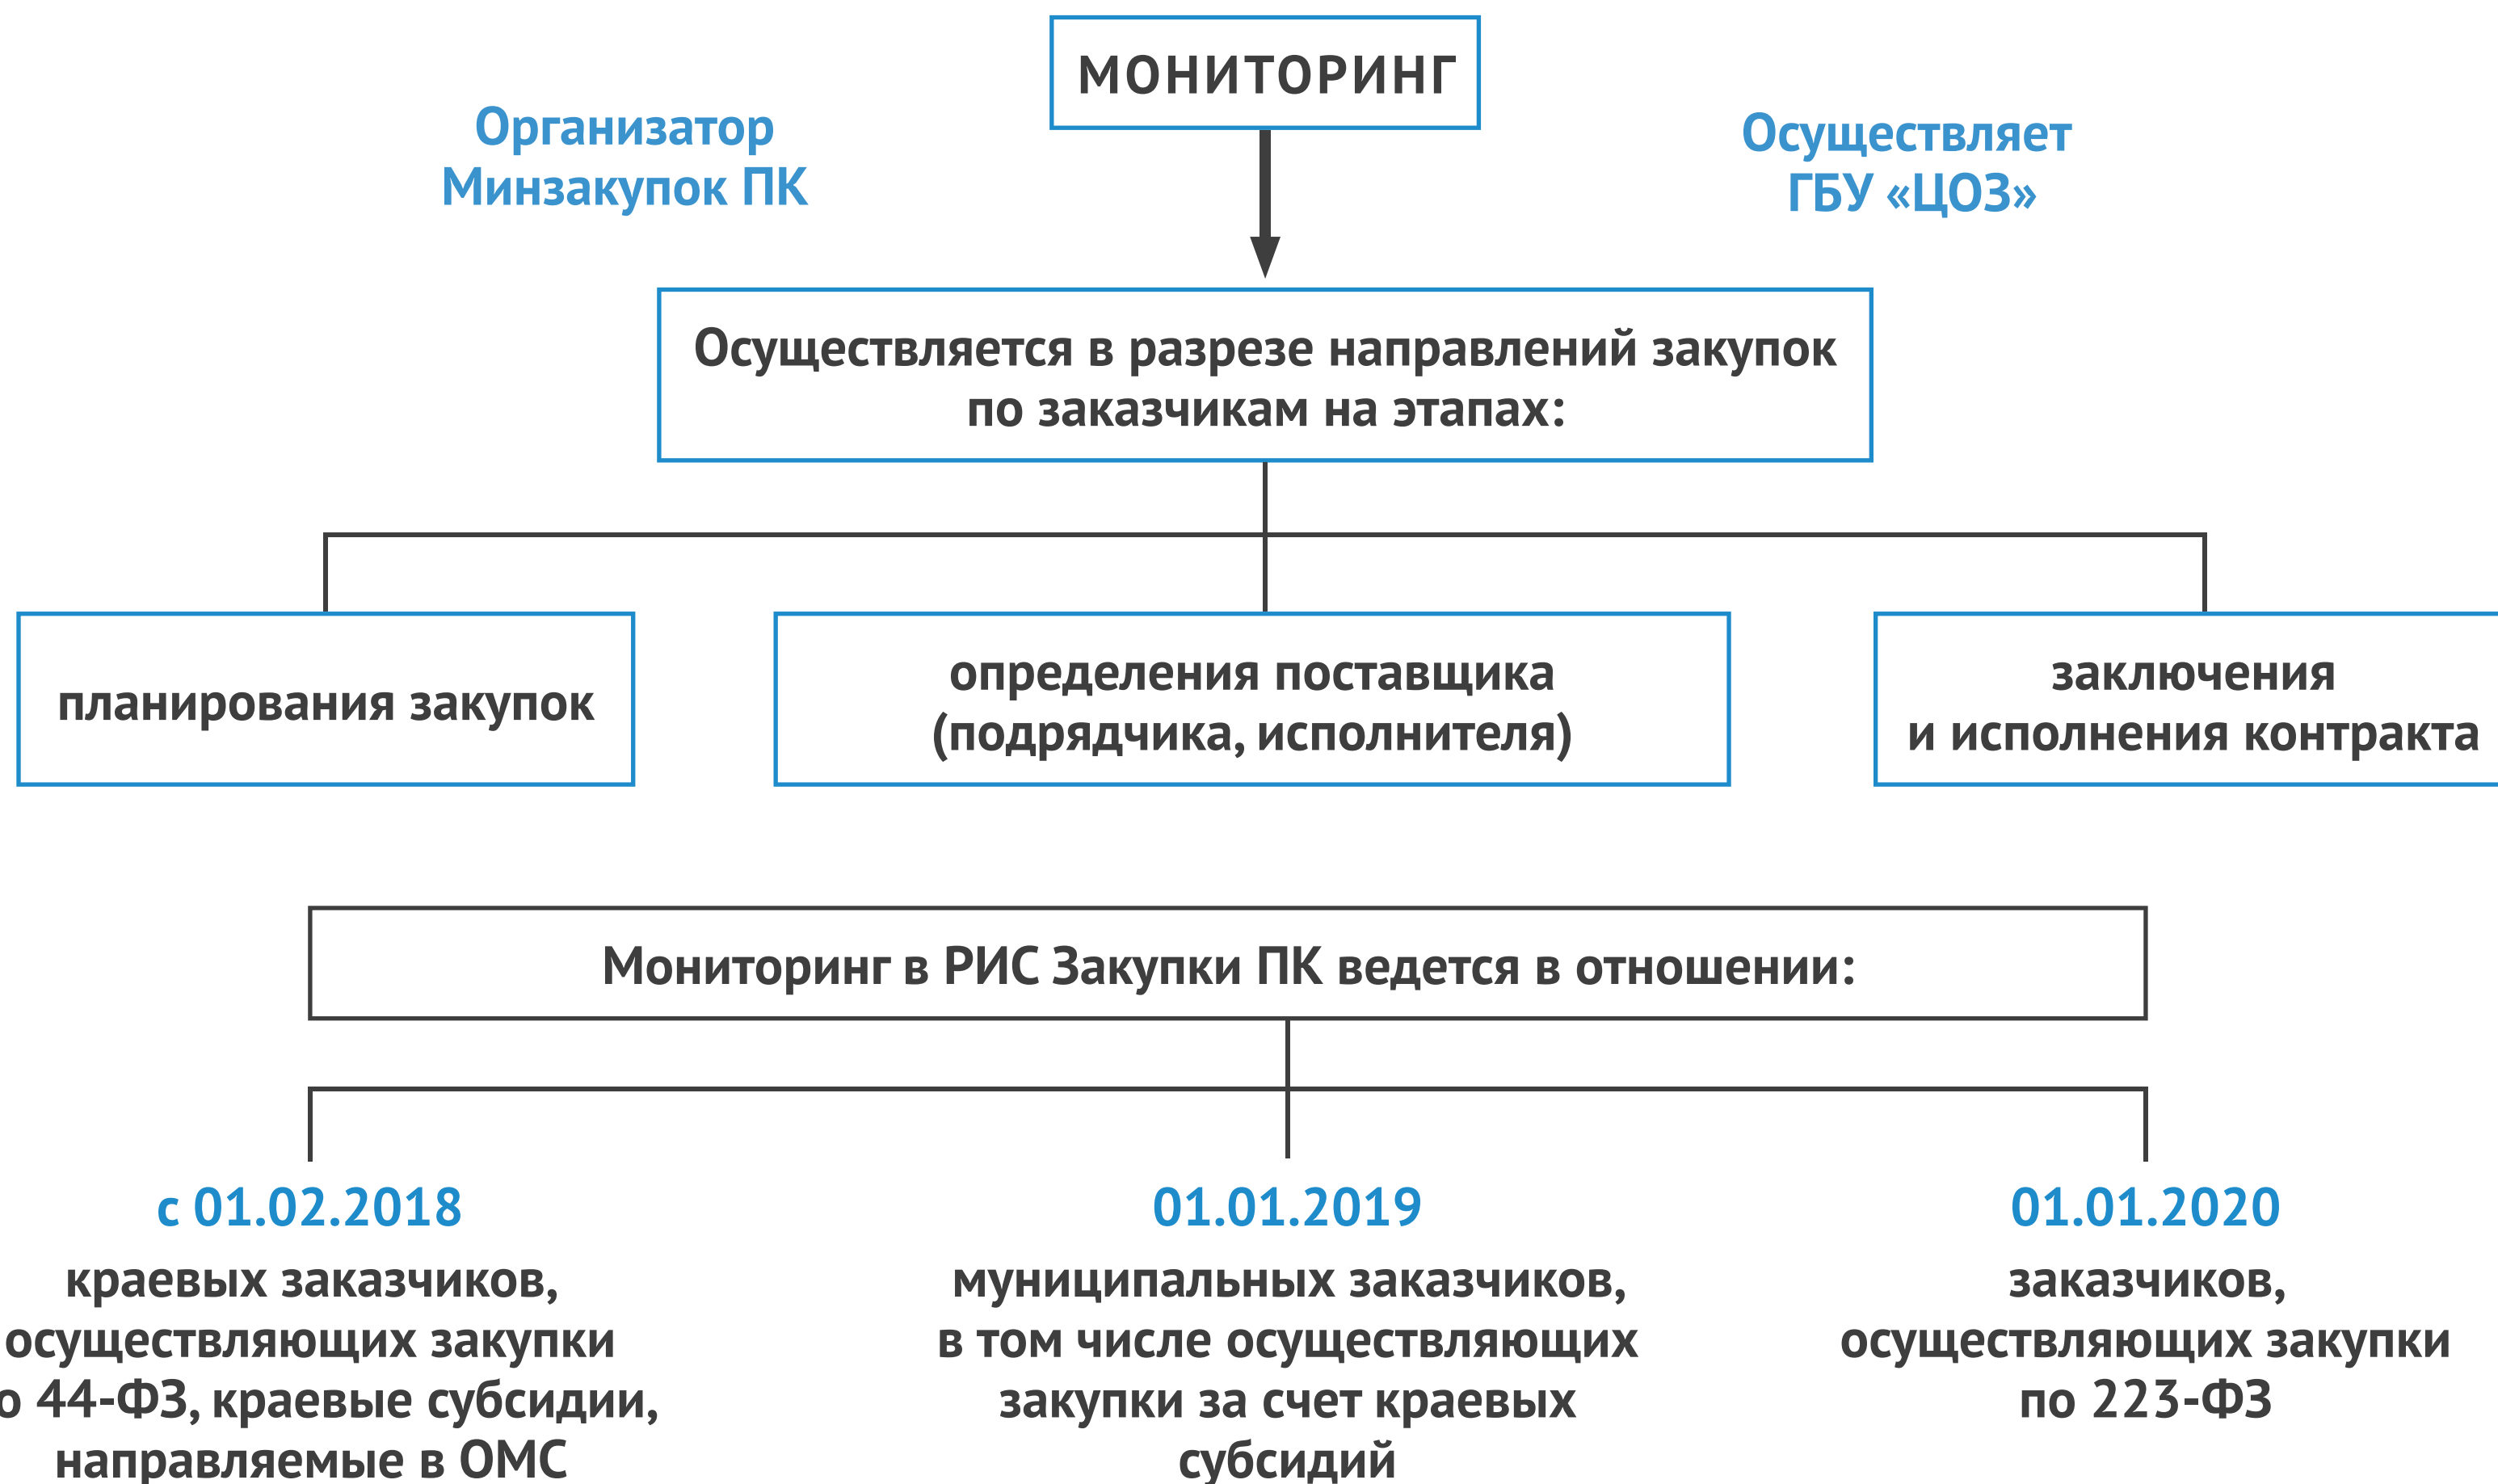 МОНИТОРИНГ
Организатор
Минзакупок ПК
Осуществляет
ГБУ «ЦОЗ»
Осуществляется в разрезе направлений закупок
по заказчикам на этапах:
планирования закупок
определения поставщика
(подрядчика, исполнителя)
заключения
и исполнения контракта
Мониторинг в РИС Закупки ПК ведется в отношении:
с 01.02.2018
краевых заказчиков,
осуществляющих закупки
о 44-ФЗ, краевые субсидии,
направляемые в ОМС
01.01.2019
муниципальных заказчиков,
в том числе осуществляющих
закупки за счет краевых
субсидий
01.01.2020
заказчиков,
осуществляющих закупки
по 223-ФЗ